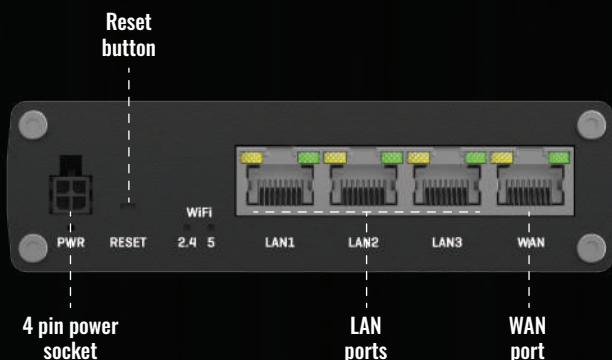 Reset
button
WiFi
PWR RESET 2.4 5 LAN1 LAN2 LAN3 WAN
4 pin power
socket
LAN
ports
WAN
port